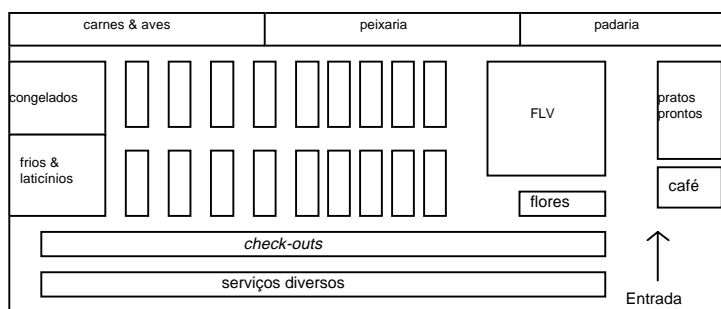 carnes & aves
peixaria
padaria
congelados
FLV
pratos
prontos
frios &
laticínios
café
flores
check-outs
serviços diversos
Entrada